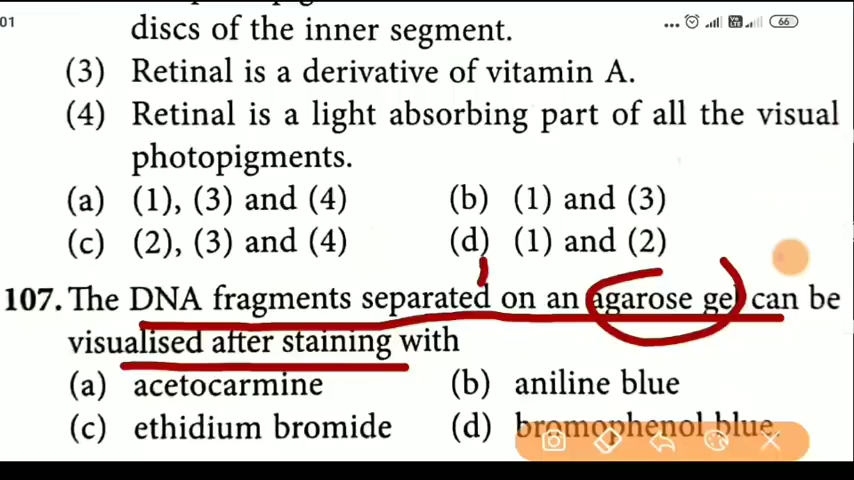 01
66
discs of the inner segment.
(3) Retinal is a derivative of vitamin A.
(4) Retinal is a light absorbing part of all the visual
photopigments.
(a) (1), (3) and (4) (b) (1) and (3)
(c) (2), (3) and (4) (d) (1) and (2)
107. The DNA fragments separated on an agarose gel can be
visualised after staining with
(a) acetocarmine (b) aniline blue
(c) ethidium bromide (d) bromophenol blue.